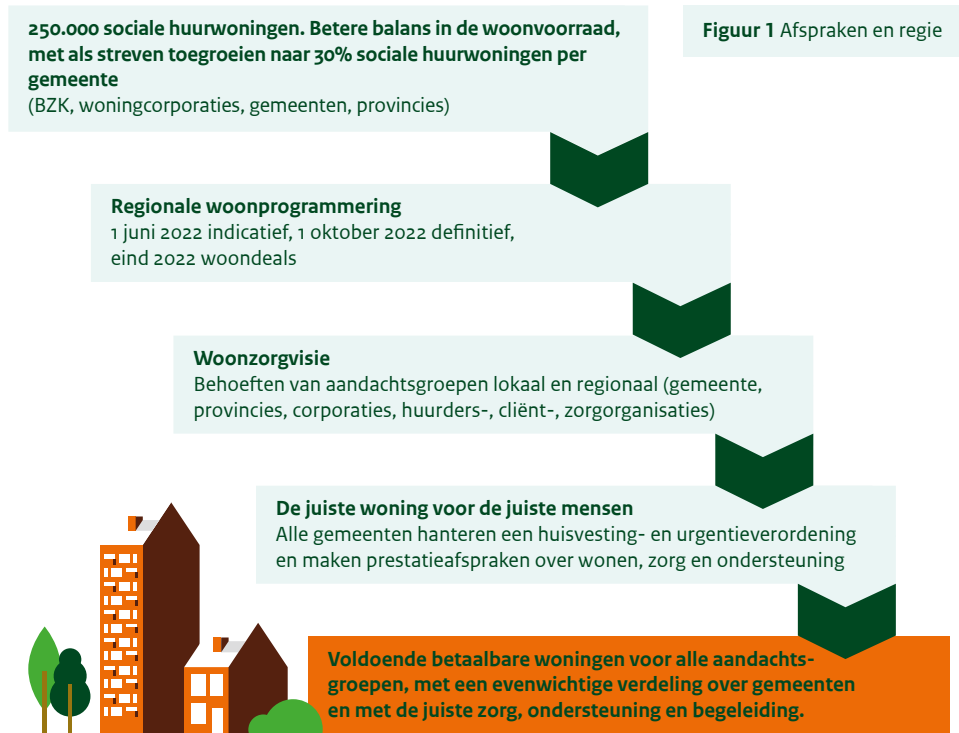 250.000 sociale huurwoningen. Betere balans in de woonvoorraad,
met als streven toegroeien naar 30% sociale huurwoningen per
gemeente
(BZK, woningcorporaties, gemeenten, provincies)
Figuur 1 Afspraken en regie
Regionale woonprogrammering
1 juni 2022 indicatief, 1 oktober 2022 definitief,
eind 2022 woondeals
Woonzorgvisie
Behoeften van aandachtsgroepen lokaal en regionaal (gemeente,
provincies, corporaties, huurders-, cliënt-, zorgorganisaties)
De juiste woning voor de juiste mensen
Alle gemeenten hanteren een huisvesting- en urgentieverordening
en maken prestatieafspraken over wonen, zorg en ondersteuning
Voldoende betaalbare woningen voor alle aandachts-
groepen, met een evenwichtige verdeling over gemeenten
en met de juiste zorg, ondersteuning en begeleiding.